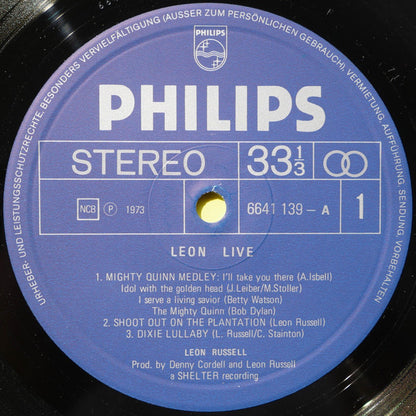 URHEBER- UND LEISTUNGSSCHUTZRECHTE, BESONDERS VERVIELFÄLTIGUNG (AUSSER ZUM PERSÖNLICHEN GEBRAUCH), VERMIETUNG, AUFFÜHRUNG, SENDUNG, VORBEHALTEN
PHILIPS
PHILIPS
STEREO 33 1/3
NCB Ⓟ 1973 6641 139 – A 1
LEON LIVE
1. MIGHTY QUINN MEDLEY: I'll take you there (A.Isbell)
Idol with the golden head (J.Leiber/M.Stoller)
I serve a living savior (Betty Watson)
The Mighty Quinn (Bob Dylan)
2. SHOOT OUT ON THE PLANTATION (Leon Russell)
3. DIXIE LULLABY (L. Russell/C. Stainton)
LEON RUSSELL
Prod. by Denny Cordell and Leon Russell
a SHELTER recording